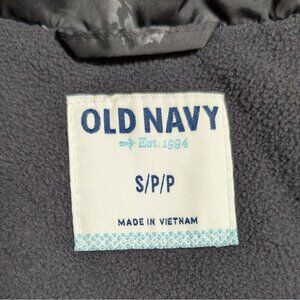 OLD NAVY
Est. 1994
S/P/P
MADE IN VIETNAM